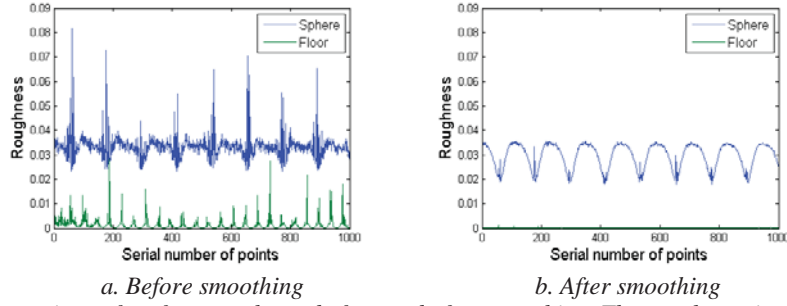 0.09
0.08
0.07
0.06
0.05
0.04
0.03
0.02
0.01
0
Roughness
Sphere
Floor
0 200 400 600 800 1000
Serial number of points
a. Before smoothing
0.09
0.08
0.07
0.06
0.05
0.04
0.03
0.02
0.01
0
Roughness
Sphere
Floor
0 200 400 600 800 1000
Serial number of points
b. After smoothing